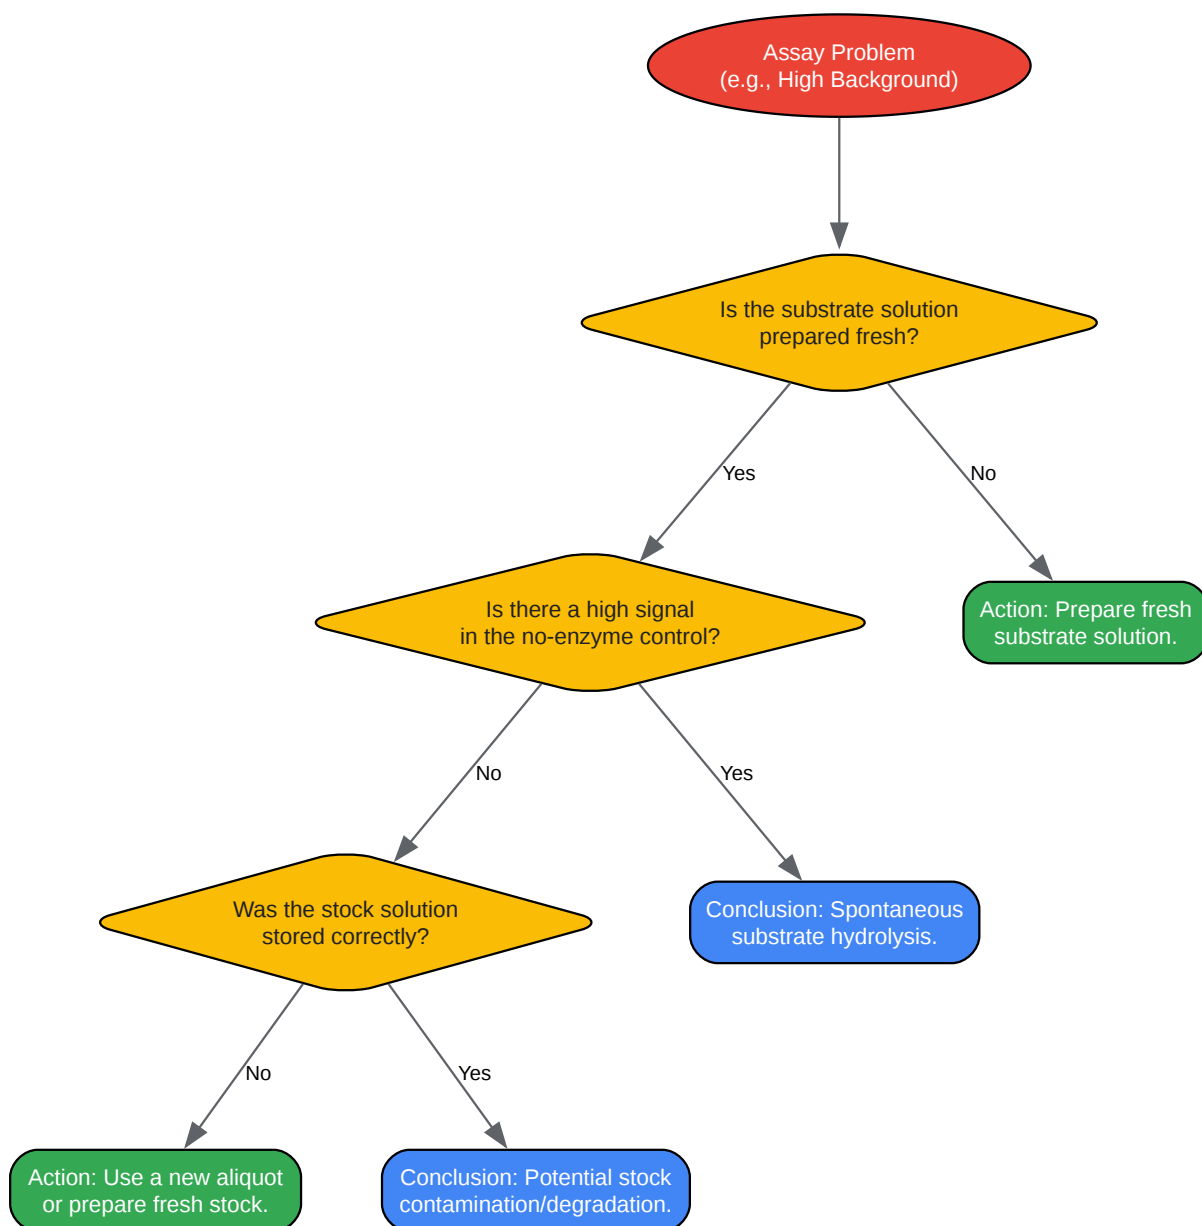 Assay Problem
(e.g., High Background)
Is the substrate solution
prepared fresh?
Yes
No
Is there a high signal
in the no-enzyme control?
Action: Prepare fresh
substrate solution.
No
Yes
Was the stock solution
stored correctly?
Conclusion: Spontaneous
substrate hydrolysis.
No
Yes
Action: Use a new aliquot
or prepare fresh stock.
Conclusion: Potential stock
contamination/degradation.